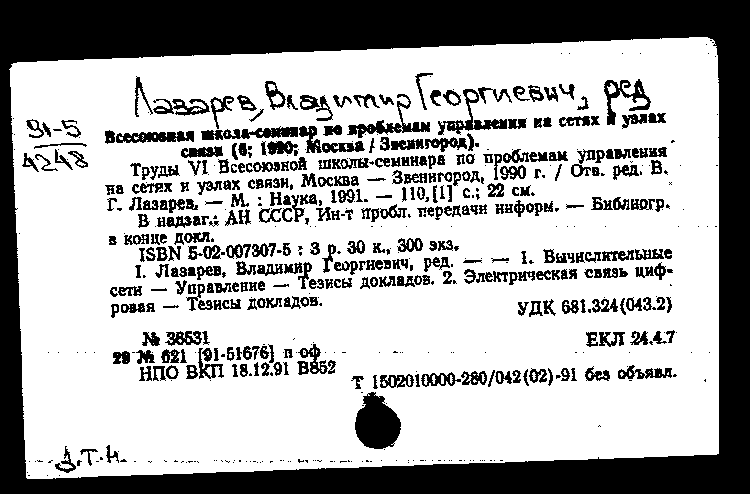 Лазарев, Владимир Георгиевич, ред
91-5
4248
Всесоюзная школа-семинар по проблемам управления на сетях и узлах
связи (6; 1990; Москва / Звенигород).
Труды VI Всесоюзной школы-семинара по проблемам управления
на сетях и узлах связи, Москва — Звенигород, 1990 г. / Отв. ред. В.
Г. Лазарев. — М. : Наука, 1991. — 110,[1] с.; 22 см.
В надзаг.: АН СССР, Ин-т пробл. передачи информ. — Библиогр.
в конце докл.
ISBN 5-02-007307-5 : 3 р. 30 к., 300 экз.
I. Лазарев, Владимир Георгиевич, ред. — — 1. Вычислительные
сети — Управление — Тезисы докладов. 2. Электрическая связь циф-
ровая — Тезисы докладов.
УДК 681.324(043.2)
№ 36531
ЕКЛ 24.4.7
29 № 621 [91-51676] п оф
НПО ВКП 18.12.91 В852
Т 1502010000-280/042(02)-91 без объявл.
д.т.н.